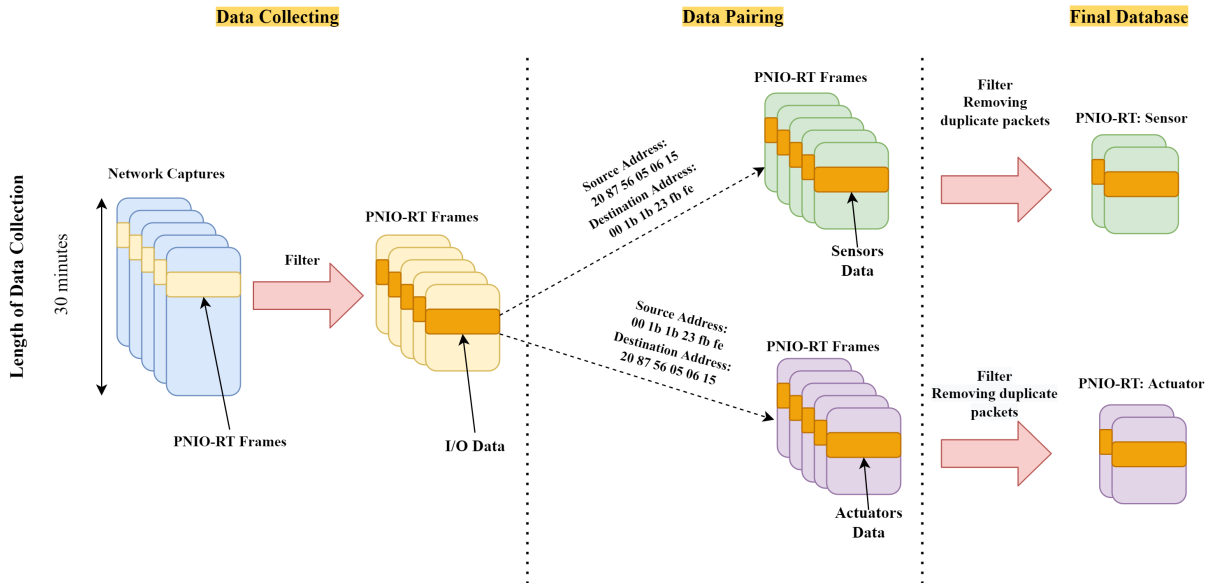 Data Collecting
Data Pairing
Final Database
Length of Data Collection
30 minutes
Network Captures
PNIO-RT Frames
Filter
PNIO-RT Frames
I/O Data
Source Address:
20 87 56 05 06 15
Destination Address:
00 1b 1b 23 fb fe
Source Address:
00 1b 1b 23 fb fe
Destination Address:
20 87 56 05 06 15
PNIO-RT Frames
Sensors
Data
PNIO-RT Frames
Actuators
Data
Filter
Removing
duplicate packets
PNIO-RT: Sensor
Filter
Removing duplicate
packets
PNIO-RT: Actuator